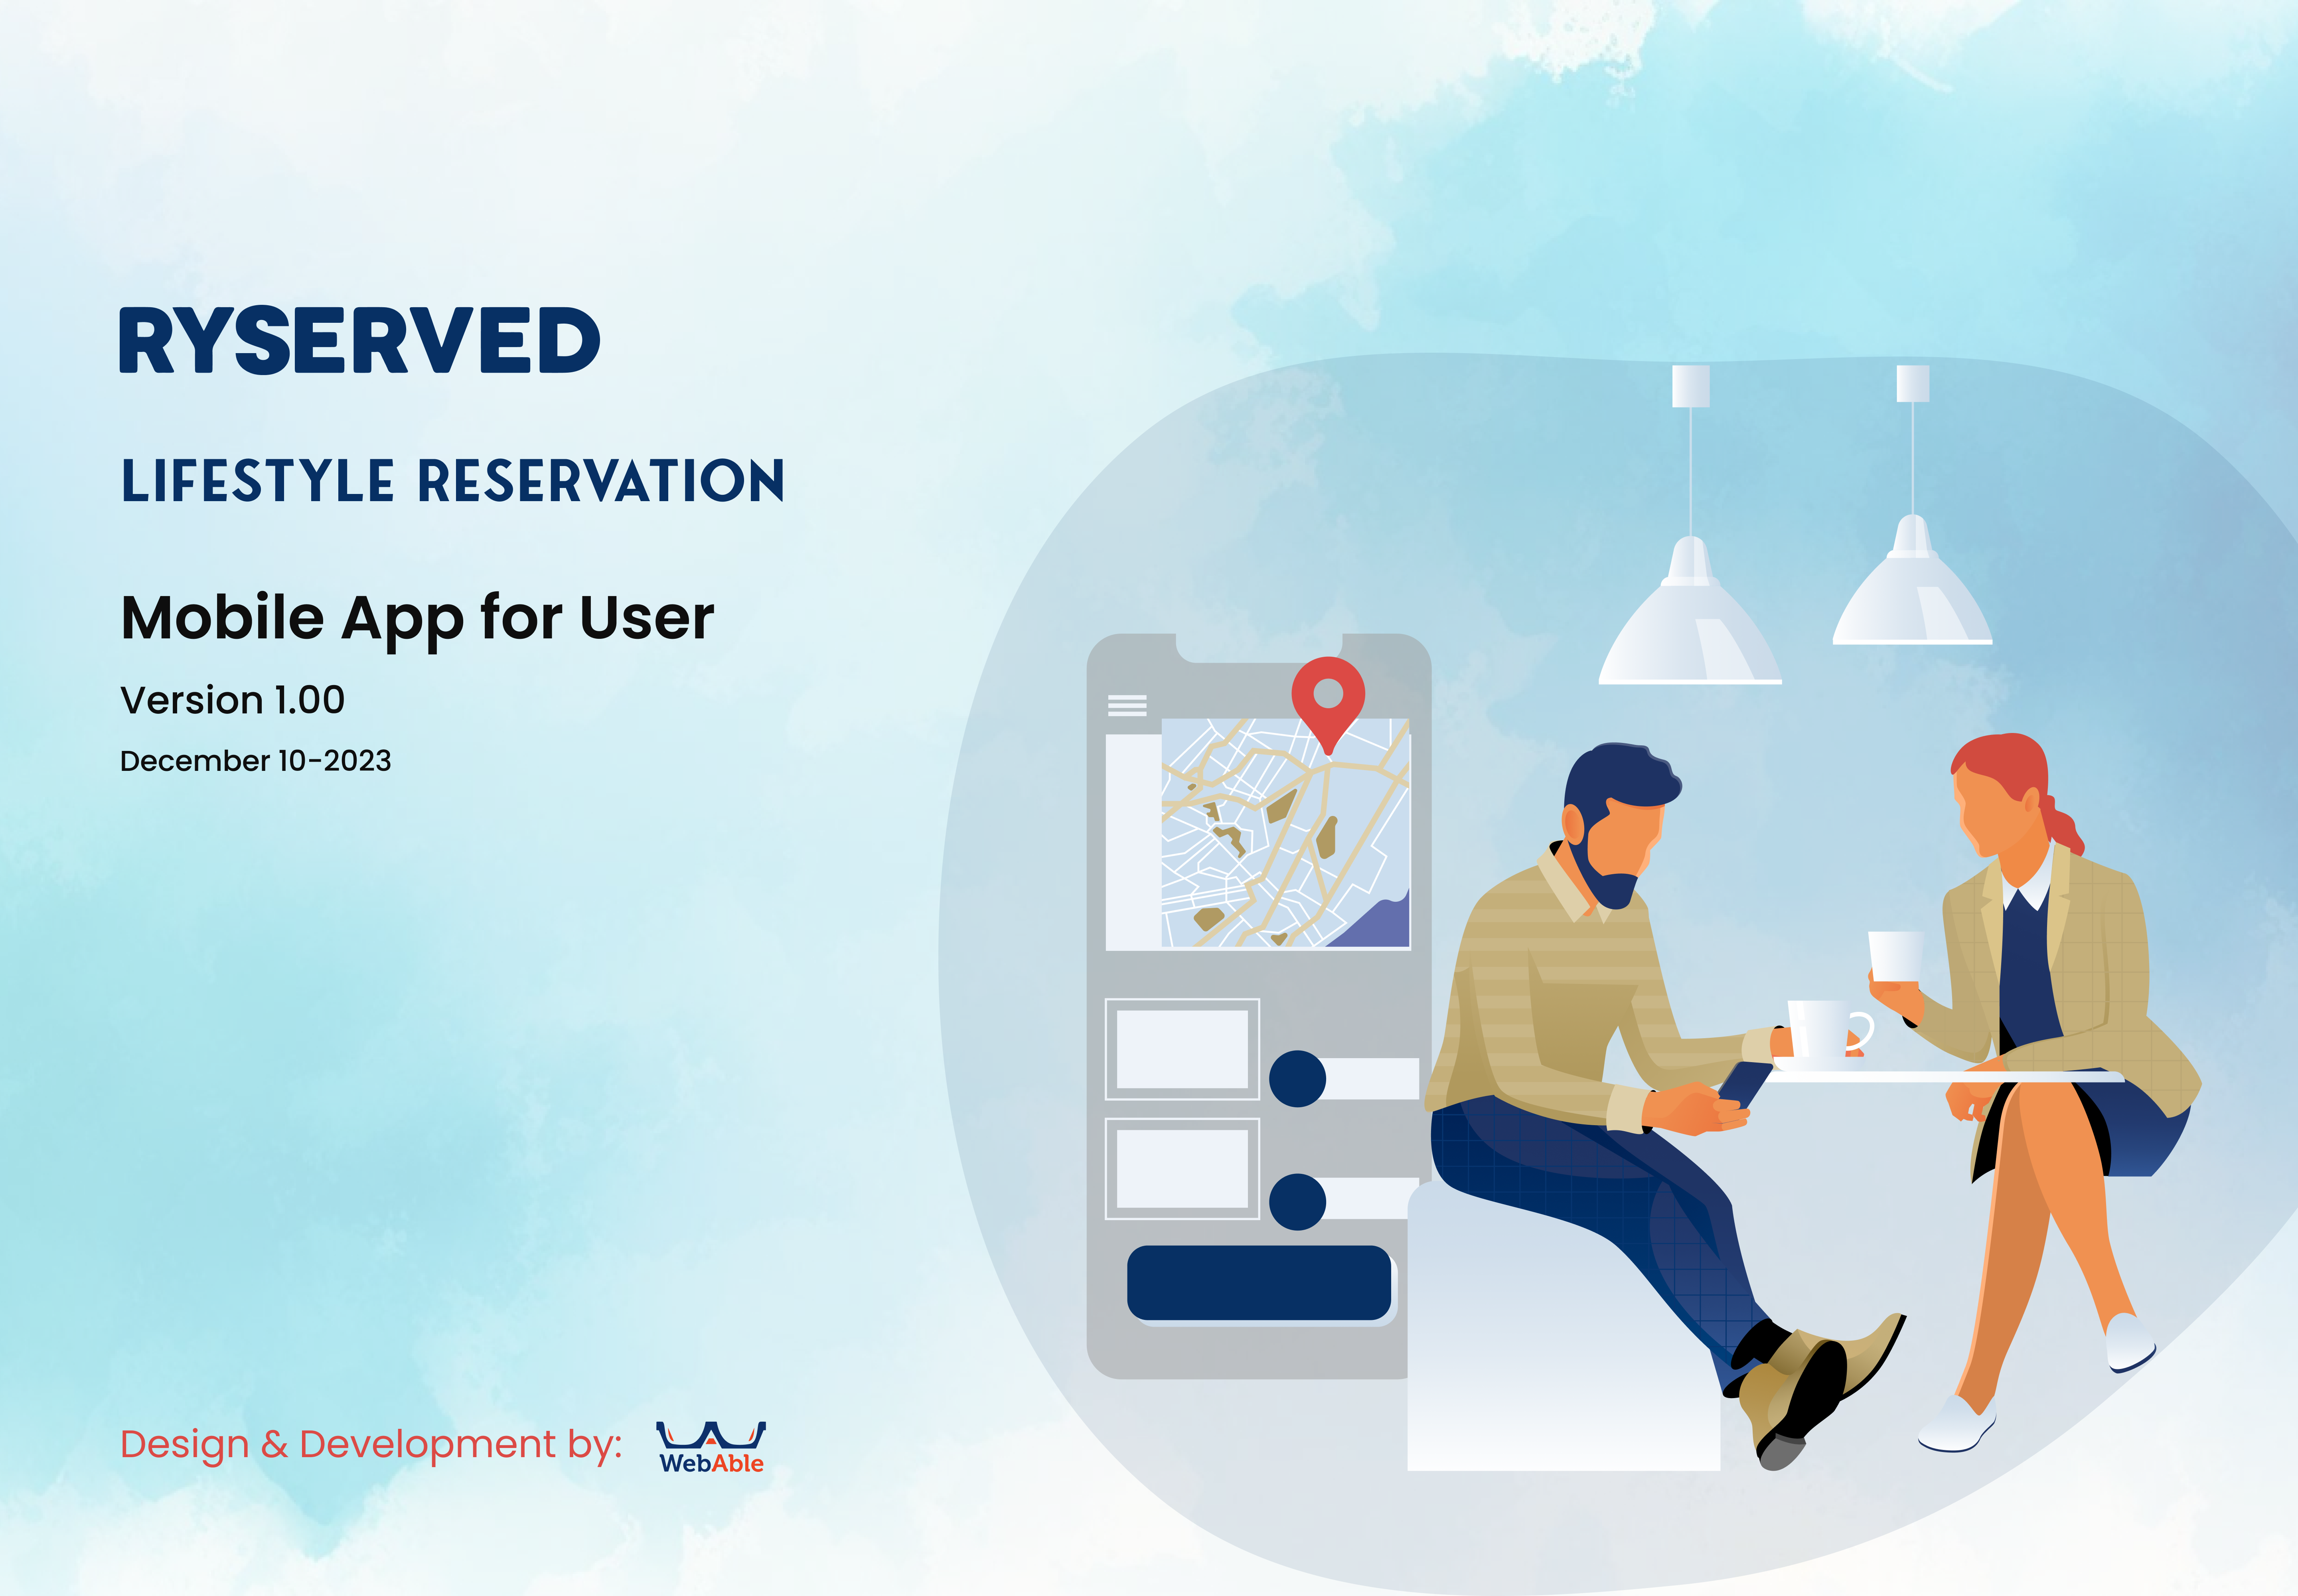 RYSERVED
LIFESTYLE RESERVATION
Mobile App for User
Version 1.00
December 10-2023
Design & Development by:
WebAble